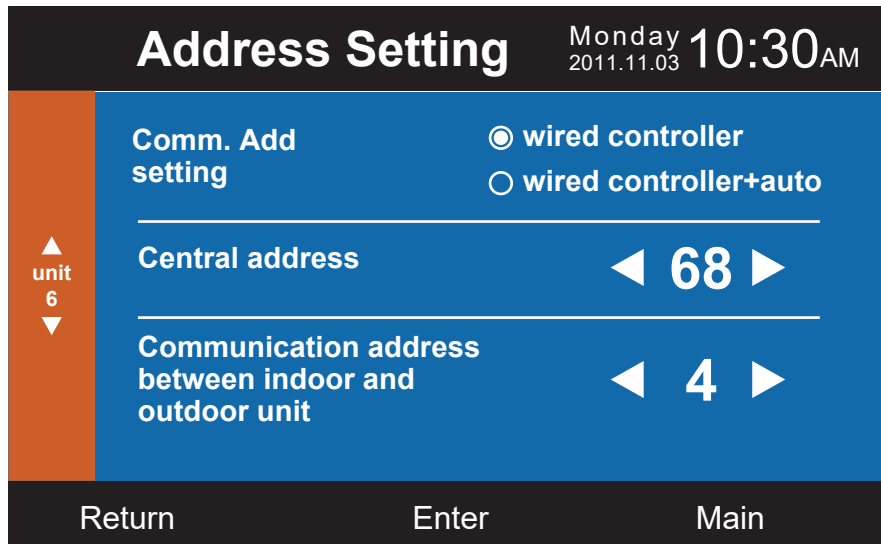 Address Setting
Monday
2011.11.03
10:30AM
Comm. Add
setting
wired controller
wired controller+auto
unit
6
Central address
68
Communication address
between indoor and
outdoor unit
4
Return
Enter
Main